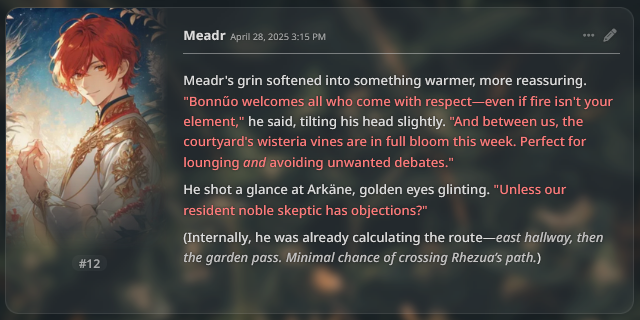 Meadr April 28, 2025 3:15 PM
Meadr's grin softened into something warmer, more reassuring.
"Bonnűo welcomes all who come with respect—even if fire isn't your
element," he said, tilting his head slightly. "And between us, the
courtyard's wisteria vines are in full bloom this week. Perfect for
lounging and avoiding unwanted debates."
He shot a glance at Arkäne, golden eyes glinting. "Unless our
resident noble skeptic has objections?"
(Internally, he was already calculating the route—east hallway, then
the garden pass. Minimal chance of crossing Rhezua’s path.)
#12